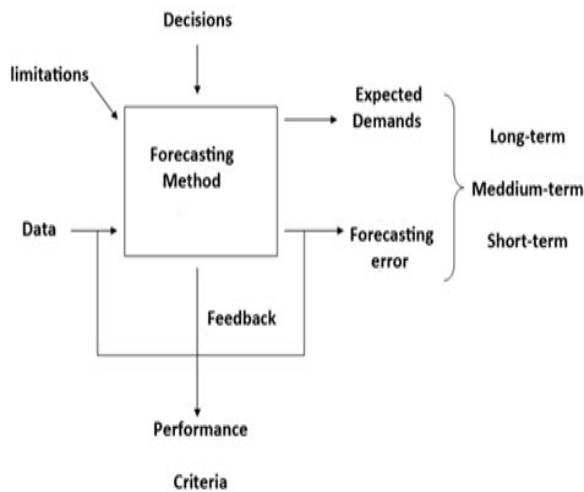 Decisions
limitations
Expected
Demands
Forecasting
Method
Long-term
Meddium-term
Short-term
Data
Forecasting
error
Feedback
Performance
Criteria